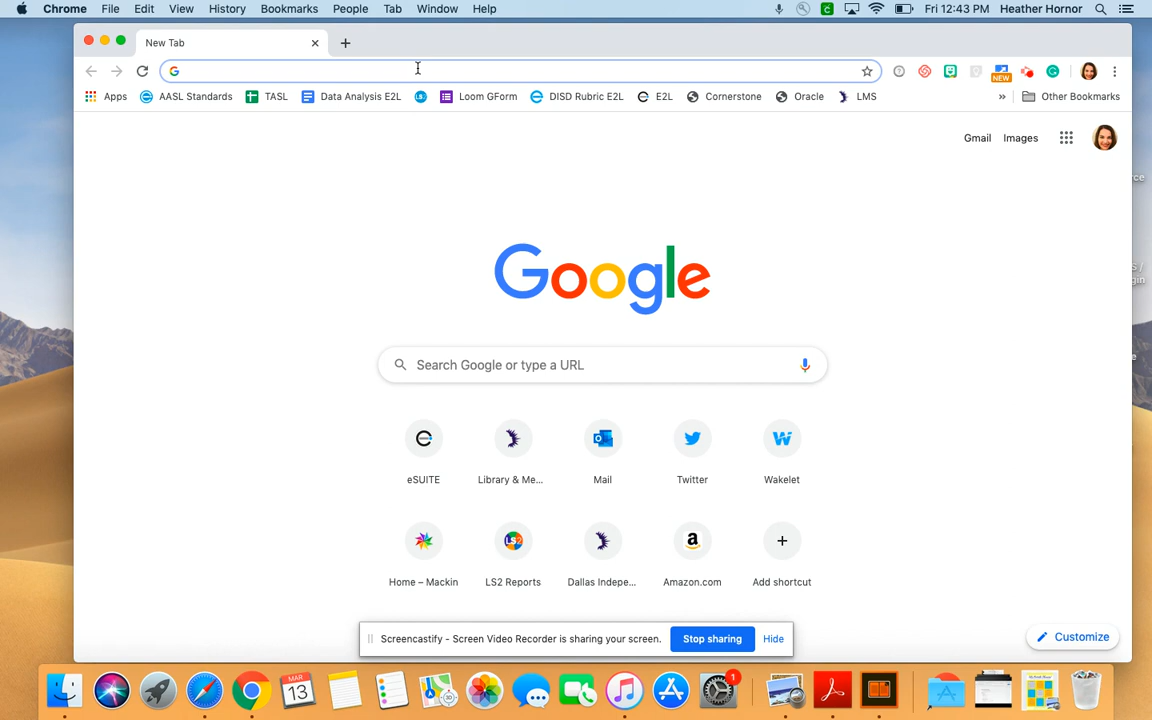 Chrome File Edit View History Bookmarks People Tab Window Help Fri 12:43 PM Heather Hornor
New Tab
Apps AASL Standards TASL Data Analysis E2L Loom GForm DISD Rubric E2L E2L Cornerstone Oracle LMS » Other Bookmarks
NEW
Gmail Images
Google
Search Google or type a URL
eSUITE Library & Me... Mail Twitter Wakelet
LS2
Home – Mackin LS2 Reports Dallas Indepe... Amazon.com Add shortcut
Screencastify - Screen Video Recorder is sharing your screen. Stop sharing Hide
Customize
MAR
13
1